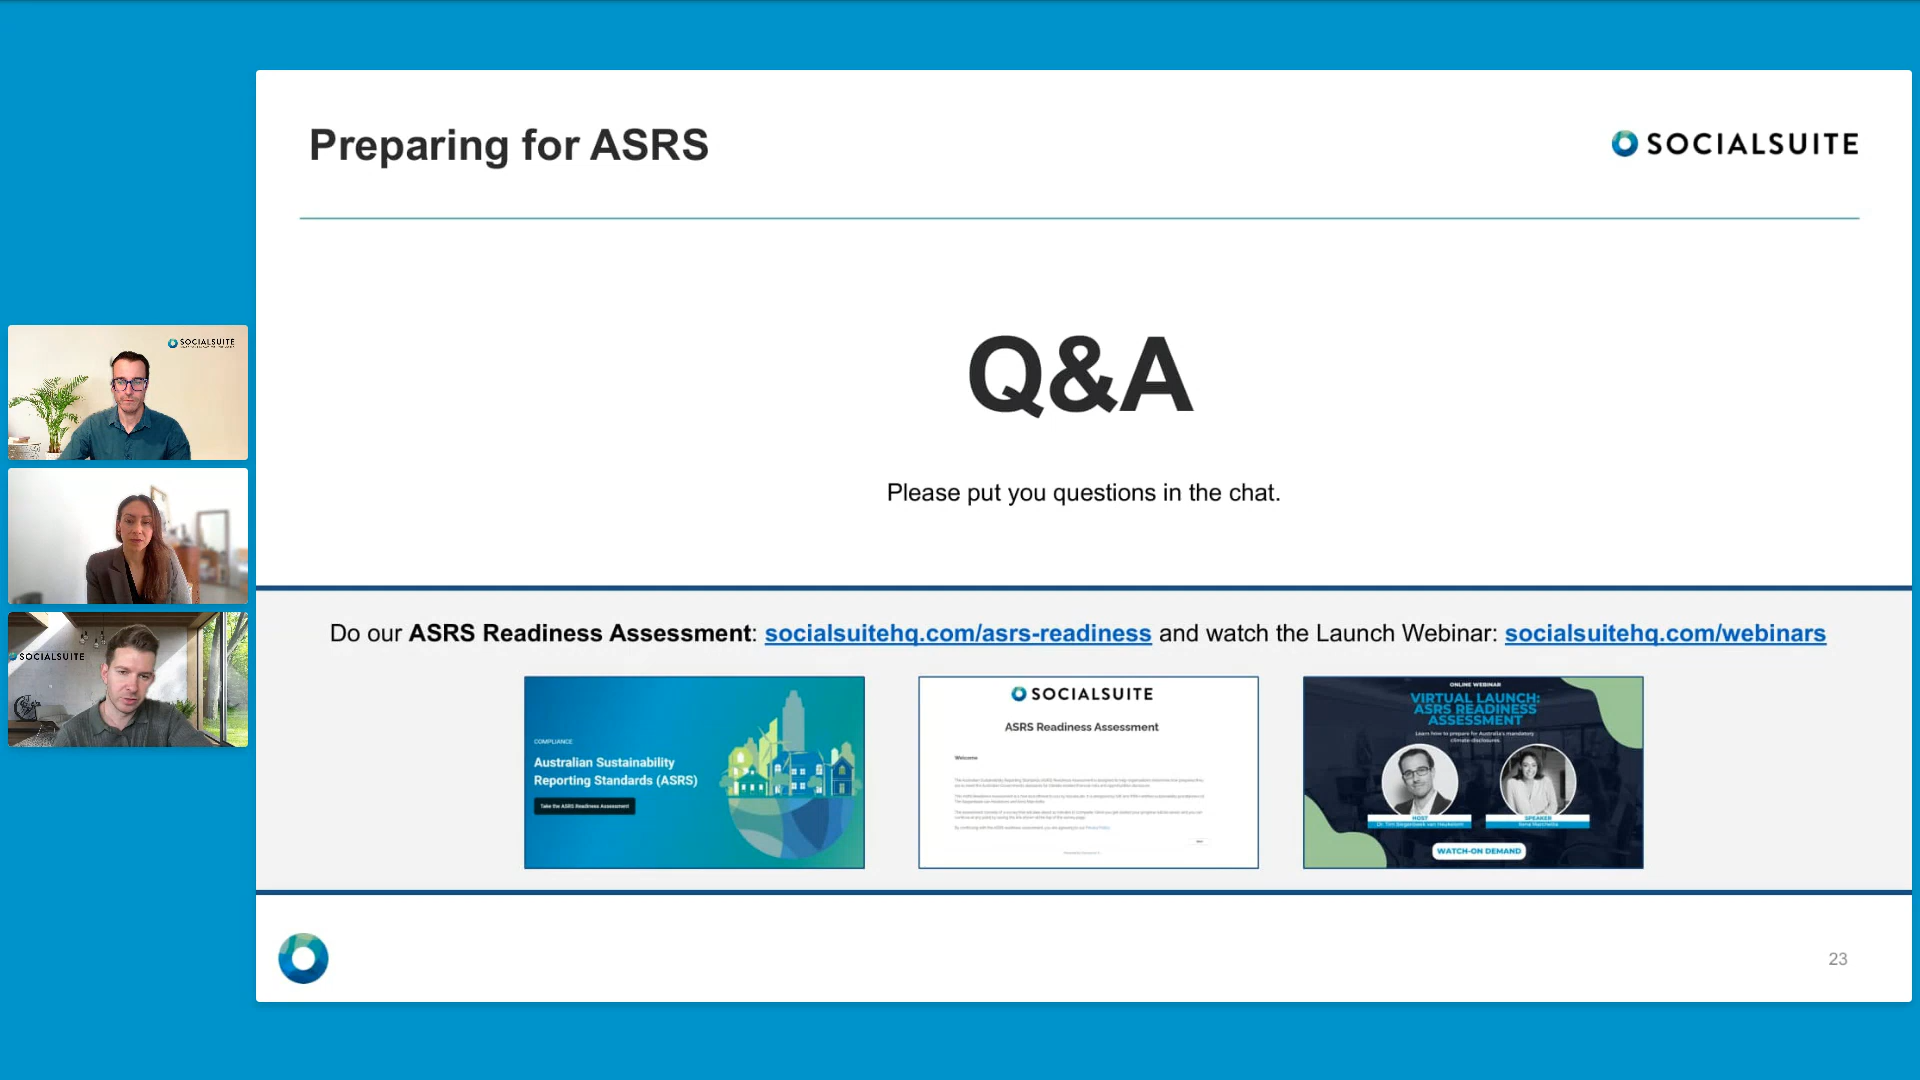 Preparing for ASRS
SOCIALSUITE
Q&A
Please put you questions in the chat.
SOCIALSUITE
SOCIALSUITE
Do our ASRS Readiness Assessment: socialsuitehq.com/asrs-readiness and watch the Launch Webinar: socialsuitehq.com/webinars
COMPLIANCE
Australian Sustainability
Reporting Standards (ASRS)
Take the ASRS Readiness Assessment
SOCIALSUITE
ASRS Readiness Assessment
Welcome
ONLINE WEBINAR
VIRTUAL LAUNCH:
ASRS READINESS
ASSESSMENT
Learn how to prepare for Australia's mandatory
climate disclosures.
HOST
SPEAKER
WATCH-ON DEMAND
23